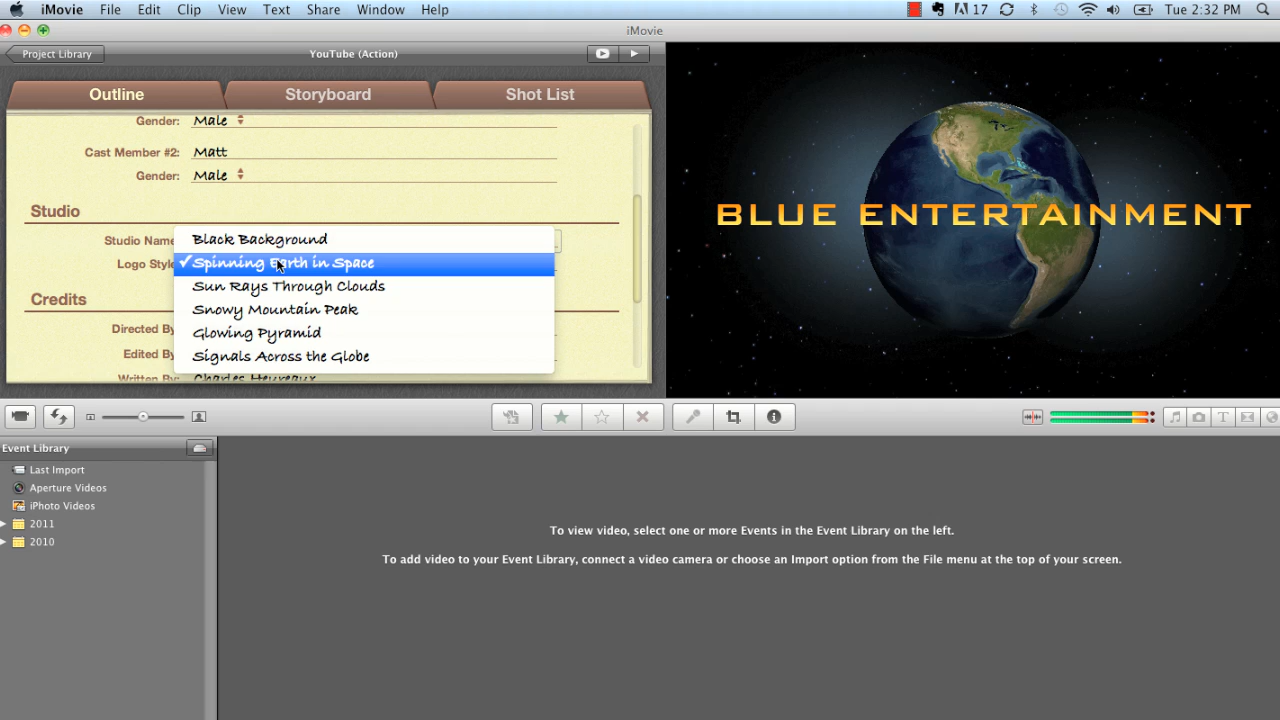 iMovie File Edit Clip View Text Share Window Help 17 Tue 2:32 PM
iMovie
Project Library YouTube (Action)
Outline Storyboard Shot List
Gender: Male
Cast Member #2: Matt
Gender: Male
Studio
Studio Name
Logo Style
Black Background
✓Spinning Earth in Space
Sun Rays Through Clouds
Snowy Mountain Peak
Glowing Pyramid
Signals Across the Globe
Credits
Directed By
Edited By
Written By: Charles Heureaux
BLUE ENTERTAINMENT
Event Library
Last Import
Aperture Videos
iPhoto Videos
2011
2010
To view video, select one or more Events in the Event Library on the left.
To add video to your Event Library, connect a video camera or choose an Import option from the File menu at the top of your screen.